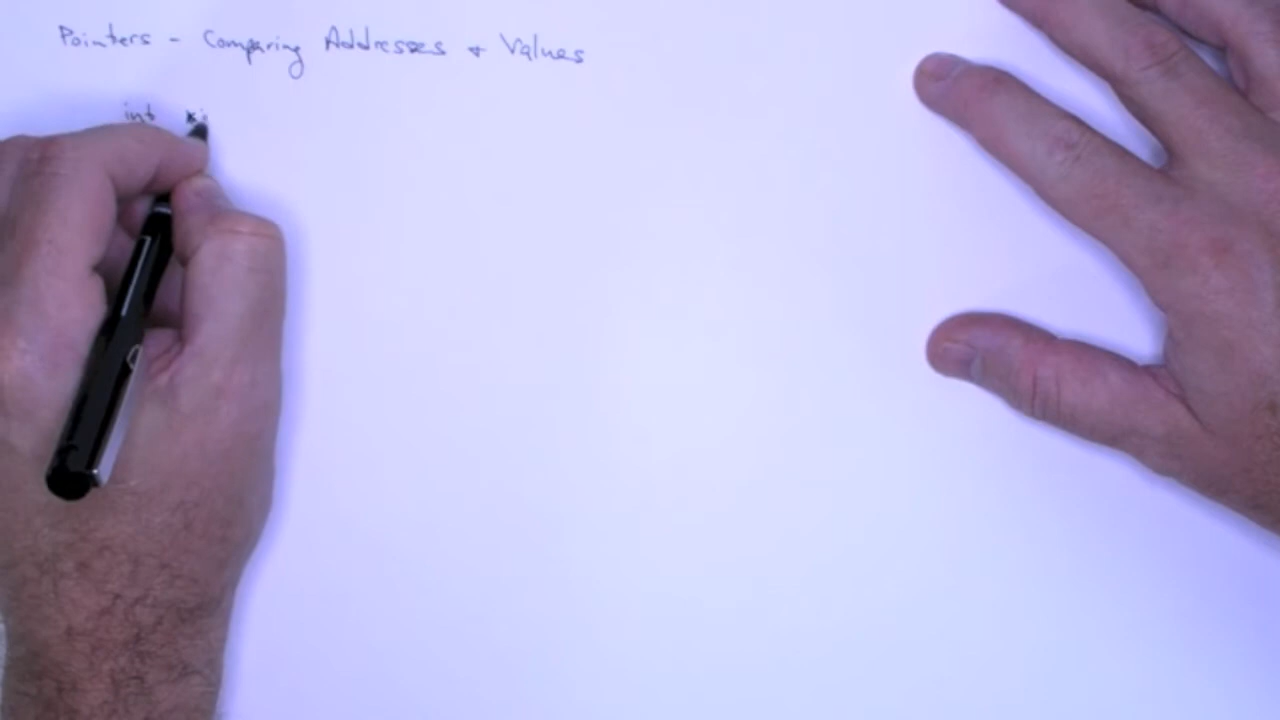 Pointers - Comparing Addresses + Values
int *i